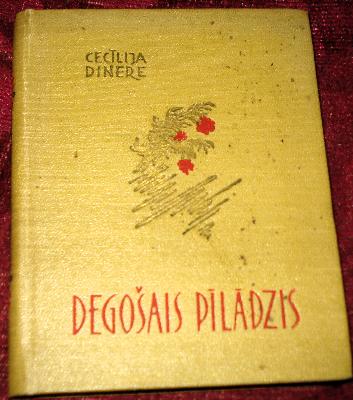 CECĪLIJA
DINERE
DEGOŠAIS PĪLĀDZIS